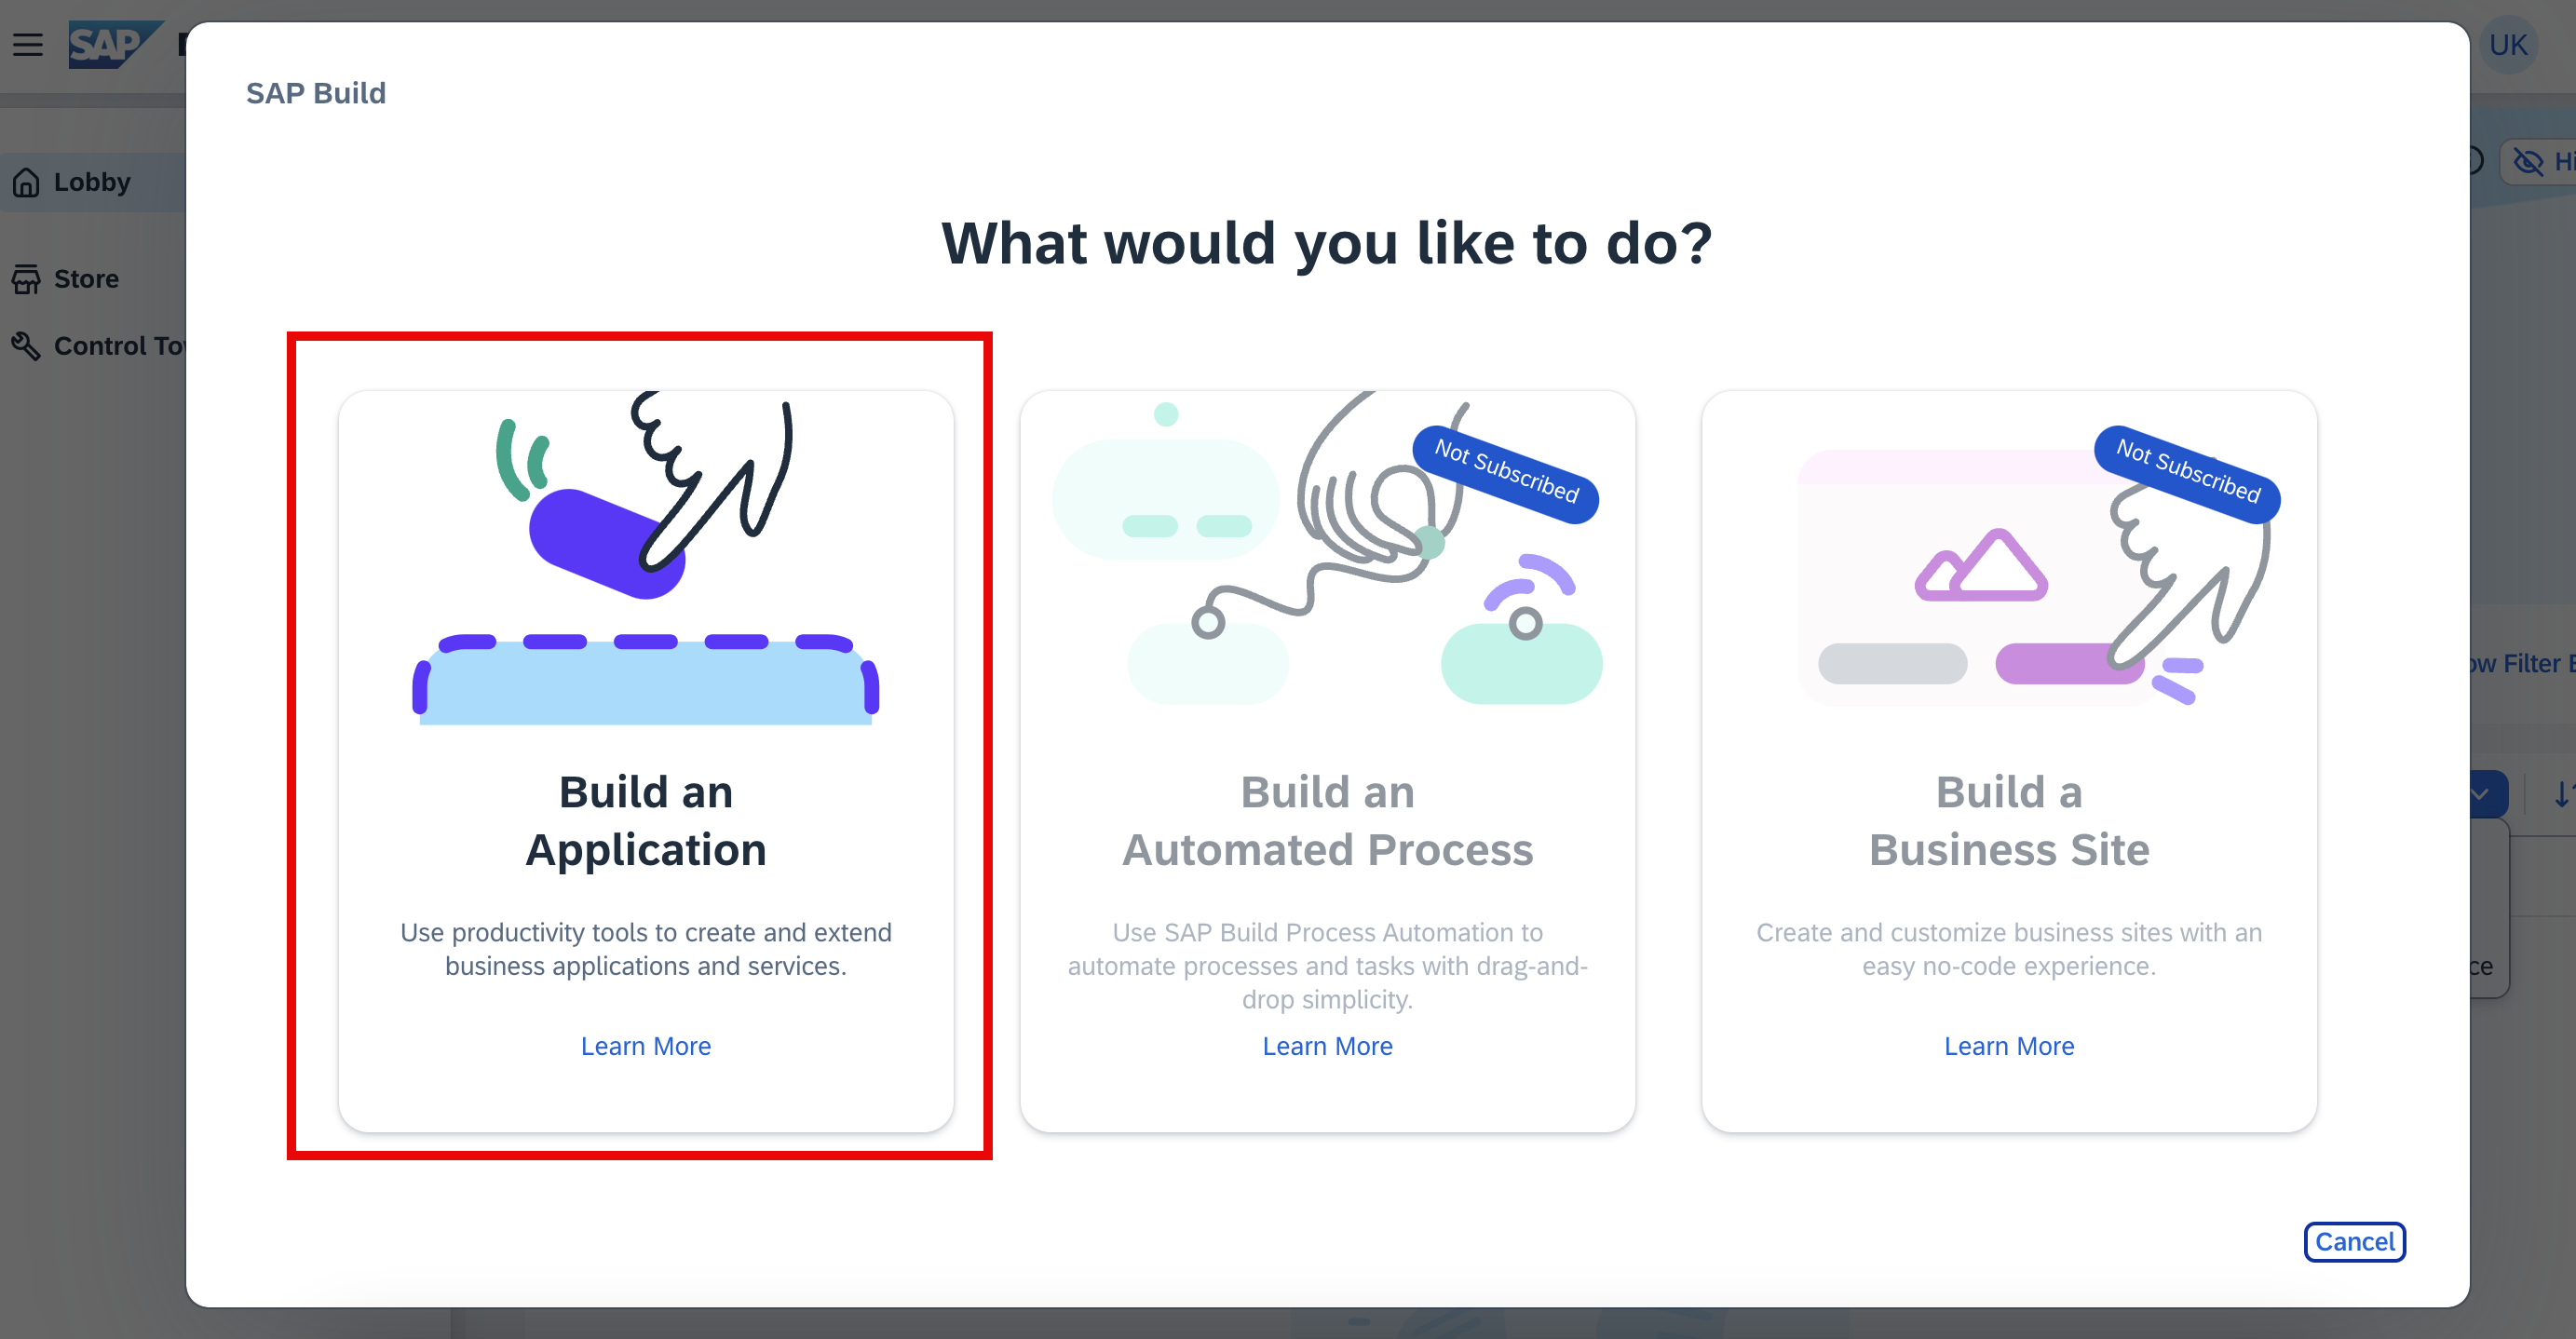 SAP
UK
SAP Build
Lobby
Store
Control To
What would you like to do?
Not Subscribed
Not Subscribed
Build an
Application
Use productivity tools to create and extend
business applications and services.
Learn More
Build an
Automated Process
Use SAP Build Process Automation to
automate processes and tasks with drag-and-
drop simplicity.
Learn More
Build a
Business Site
Create and customize business sites with an
easy no-code experience.
Learn More
Hi
ow Filter
ce
Cancel